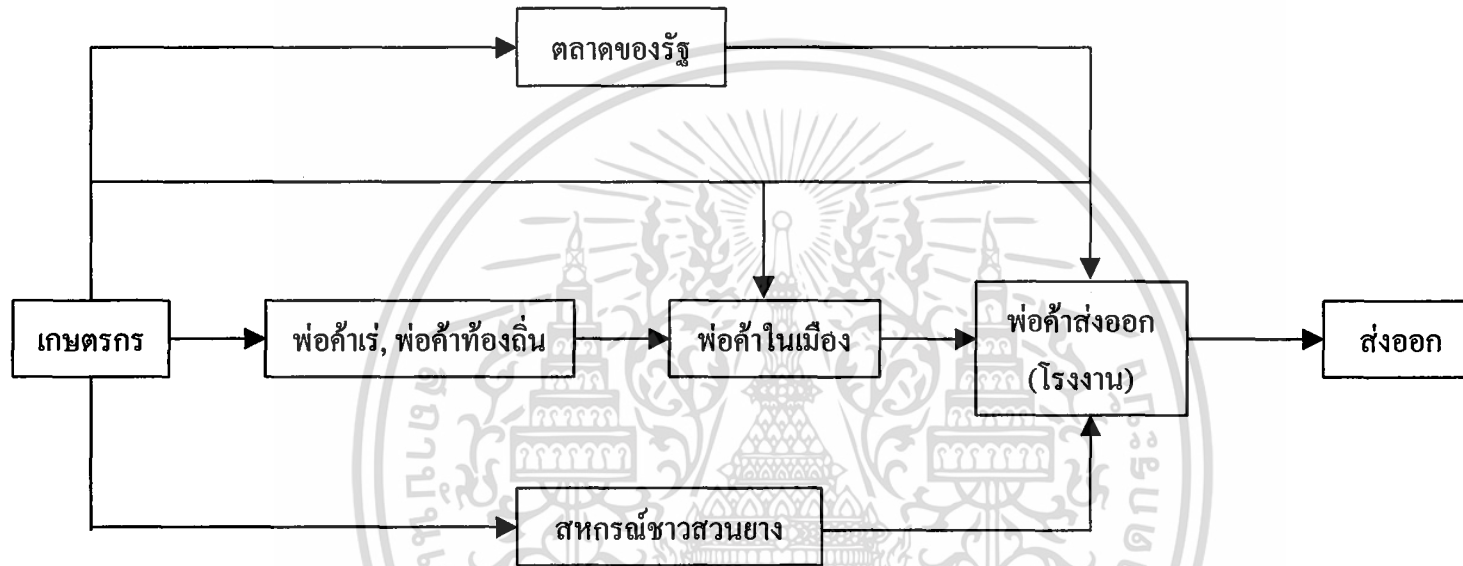 ตลาดของรัฐ
เกษตรกร
พ่อค้าเร่, พ่อค้าท้องถิ่น
พ่อค้าในเมือง
พ่อค้าส่งออก
(โรงงาน)
ส่งออก
สหกรณ์ชาวสวนยาง